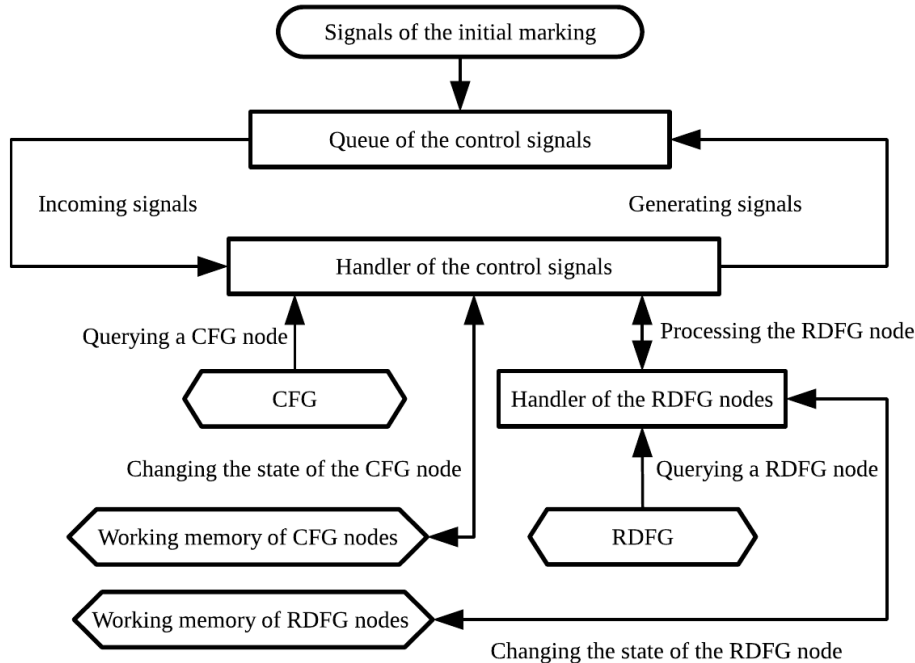 Signals of the initial marking
Queue of the control signals
Incoming signals
Generating signals
Handler of the control signals
Querying a CFG node
Processing the RDFG node
CFG
Handler of the RDFG nodes
Changing the state of the CFG node
Querying a RDFG node
Working memory of CFG nodes
RDFG
Working memory of RDFG nodes
Changing the state of the RDFG node